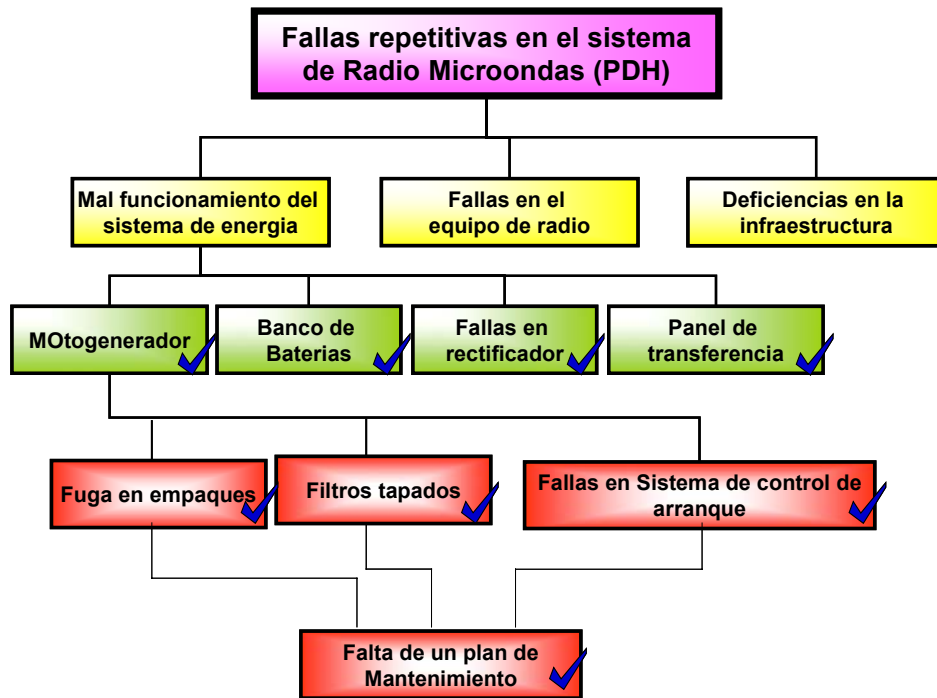 Fallas repetitivas en el sistema
de Radio Microondas (PDH)
Mal funcionamiento del
sistema de energia
Fallas en el
equipo de radio
Deficiencias en la
infraestructura
MOtogenerador
Banco de
Baterias
Fallas en
rectificador
Panel de
transferencia
Fuga en empaques
Filtros tapados
Fallas en Sistema de control de
arranque
Falta de un plan de
Mantenimiento